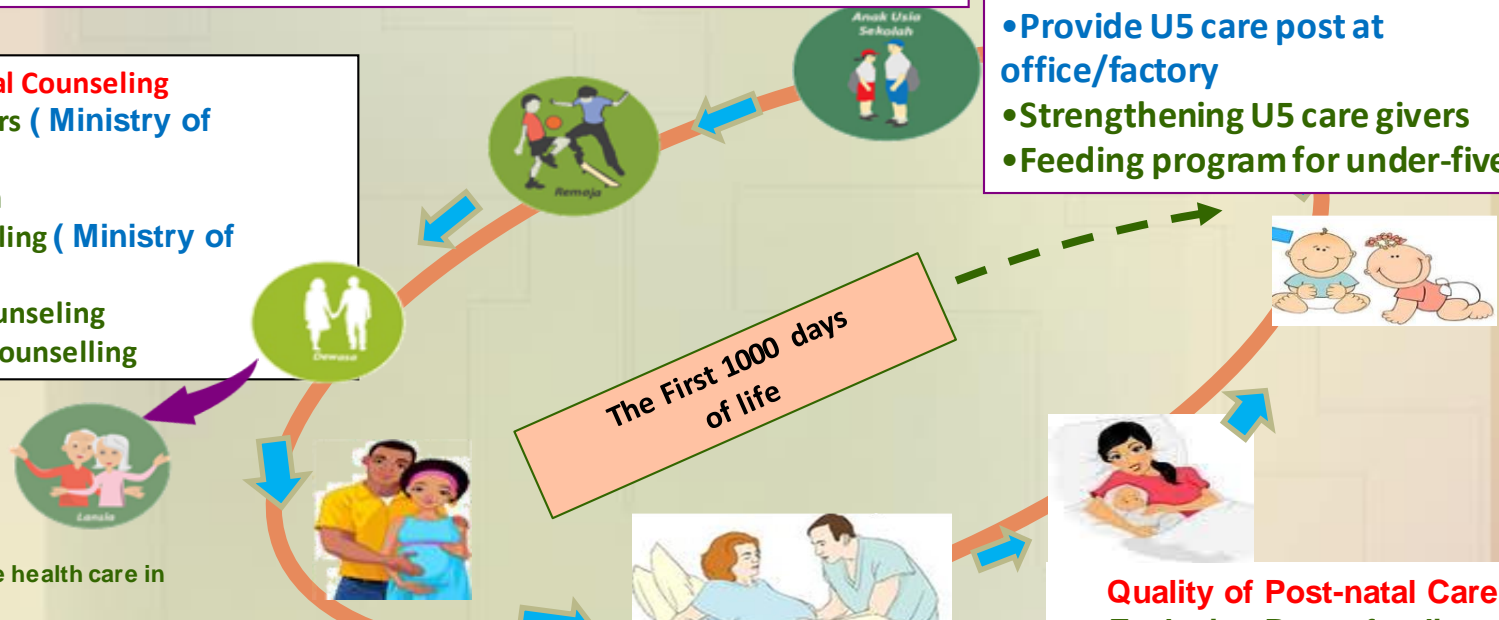 Anak Usia
Sekolah
•Provide U5 care post at
office/factory
•Strengthening U5 care givers
•Feeding program for under-five
al Counseling
rs ( Ministry of
ling ( Ministry of
unseling
ounselling
Remaja
Dewasa
Lansia
The First 1000 days
of life
e health care in
Quality of Post-natal Care